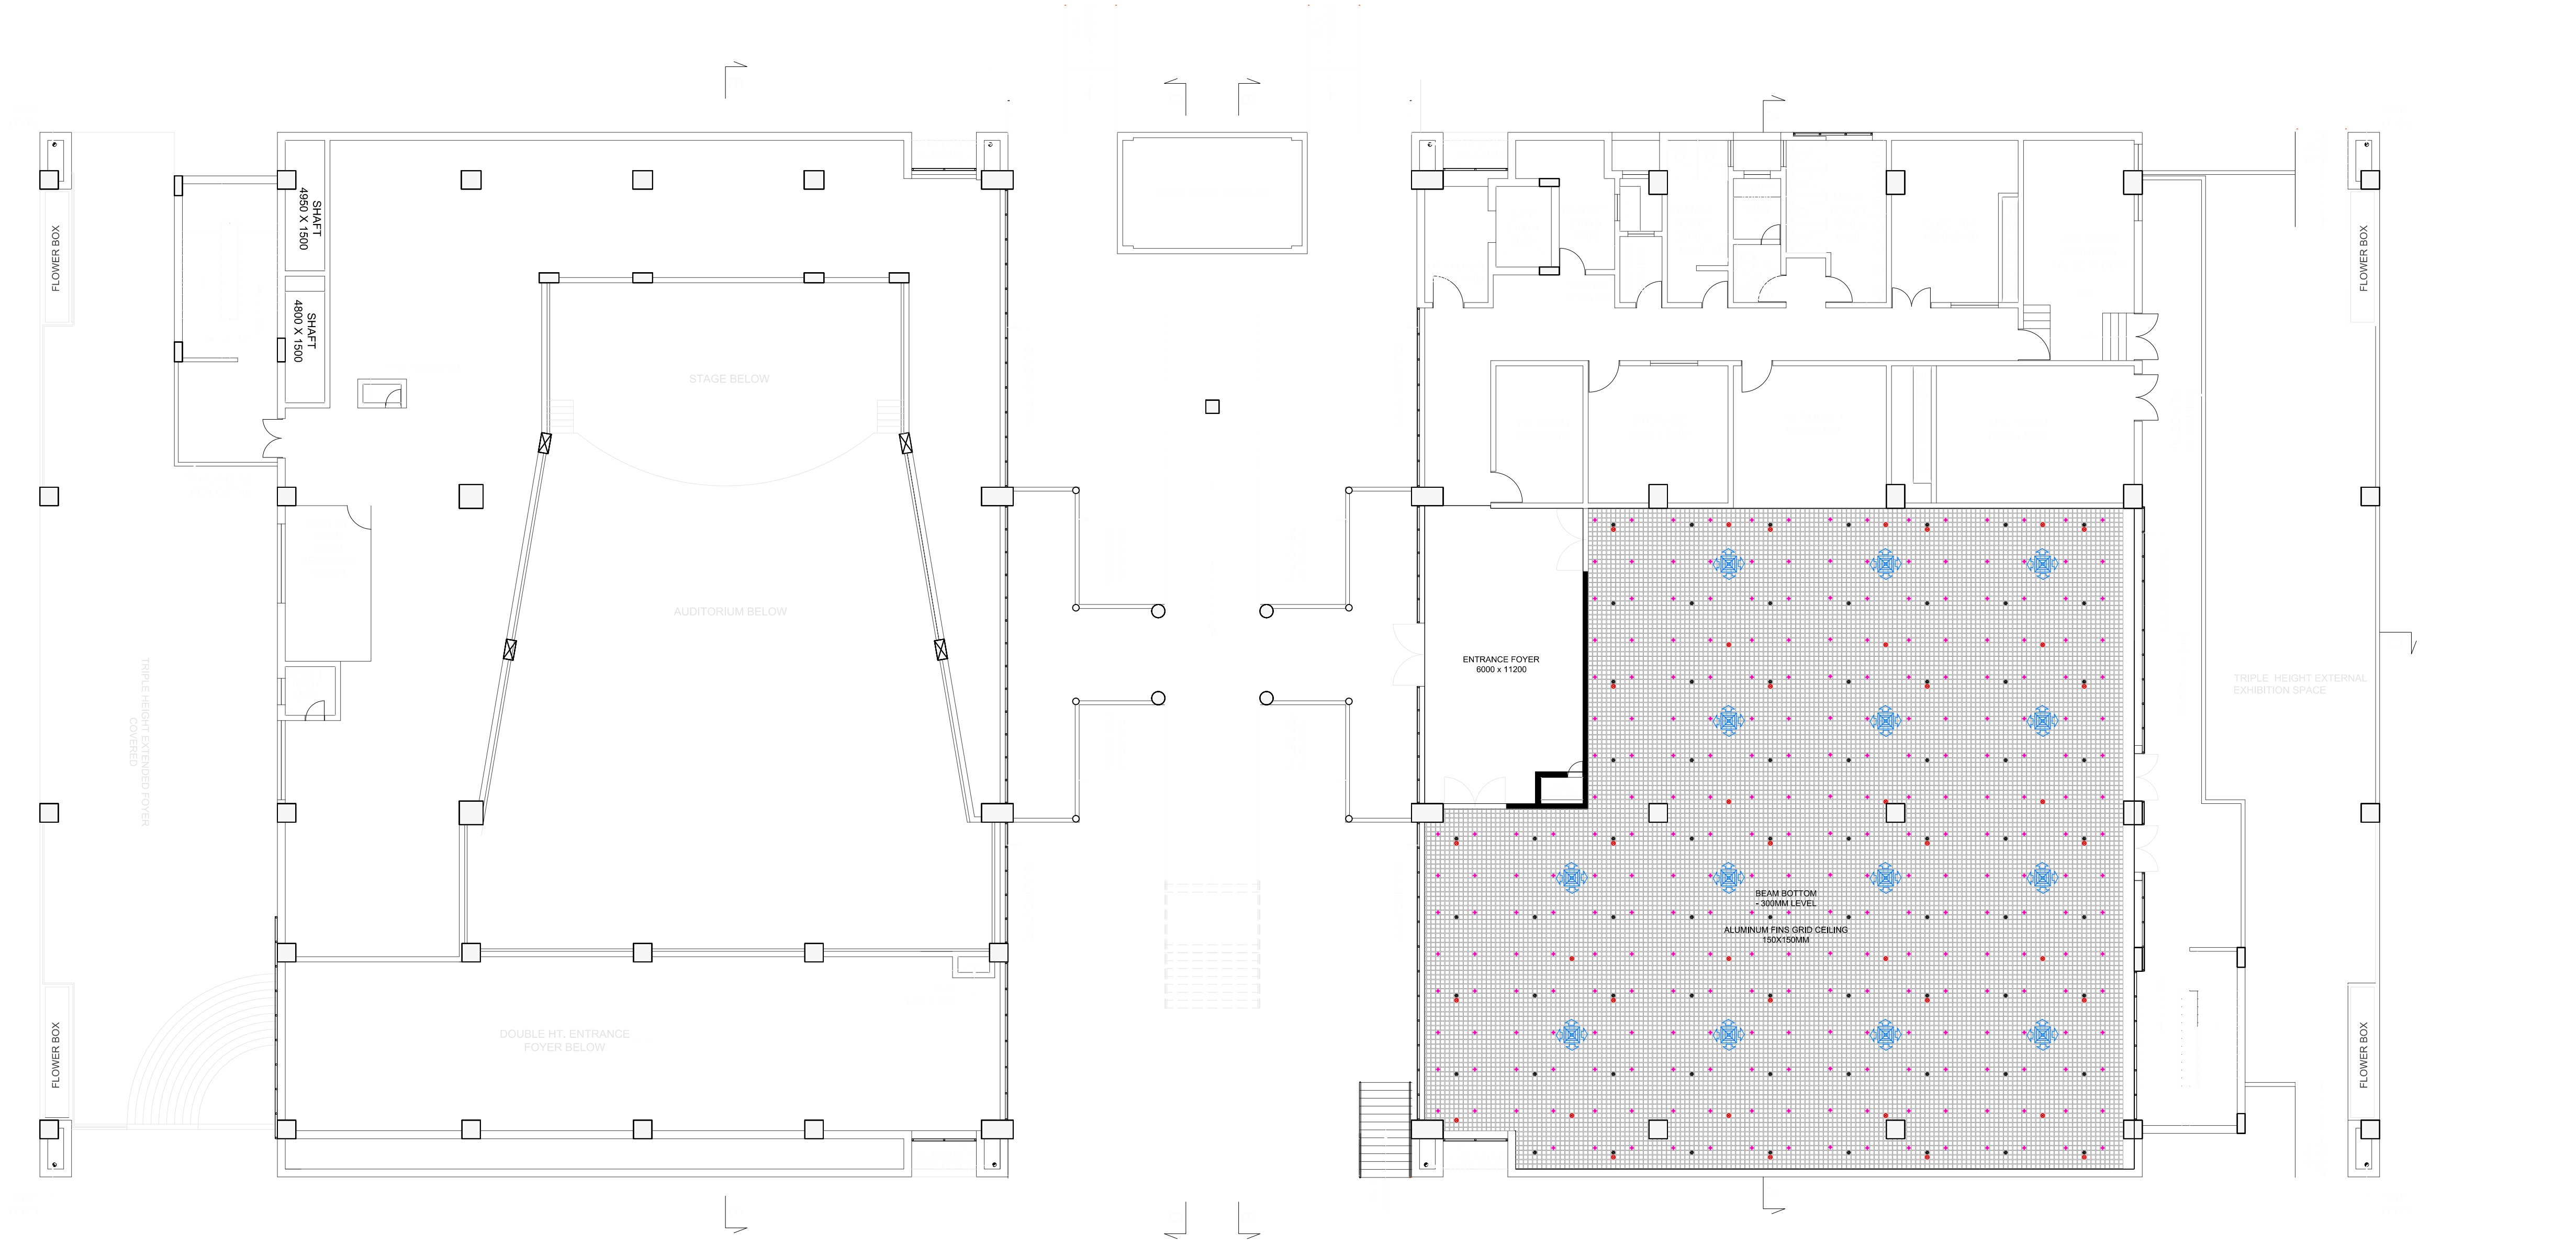 SHAFT
4950 X 1500
FLOWER BOX
FLOWER BOX
SHAFT
4800 X 1500
STAGE BELOW
AUDITORIUM BELOW
ENTRANCE FOYER
6000 x 11200
TRIPLE HEIGHT EXTENDED FOYER
COVERED
TRIPLE HEIGHT EXTERNAL
EXHIBITION SPACE
BEAM BOTTOM
- 300MM LEVEL
ALUMINUM FINS GRID CEILING
150X150MM
DOUBLE HT. ENTRANCE
FOYER BELOW
FLOWER BOX
FLOWER BOX